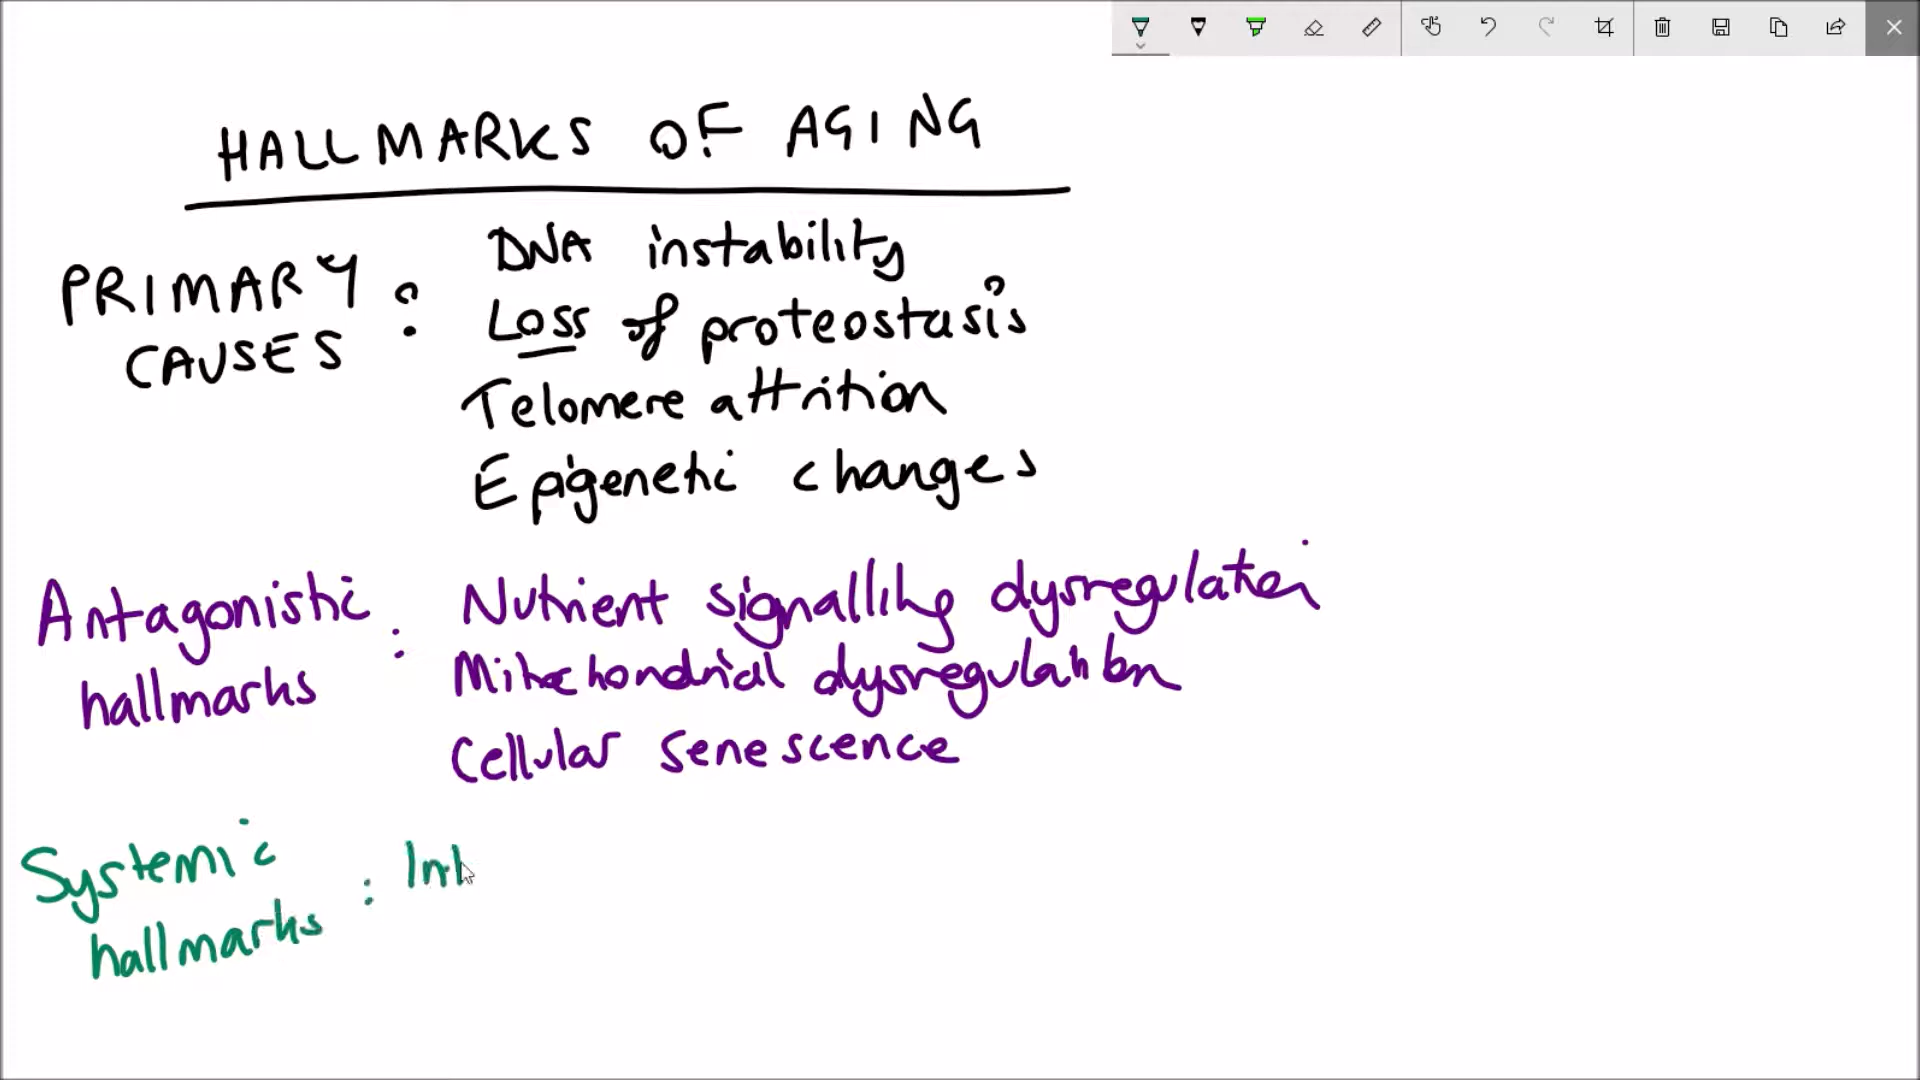 HALLMARKS OF AGING
PRIMARY CAUSES :
DNA instability
Loss of proteostasis
Telomere attrition
Epigenetic changes
Antagonistic hallmarks :
Nutrient signalling dysregulation
Mitochondrial dysregulation
Cellular senescence
Systemic hallmarks :